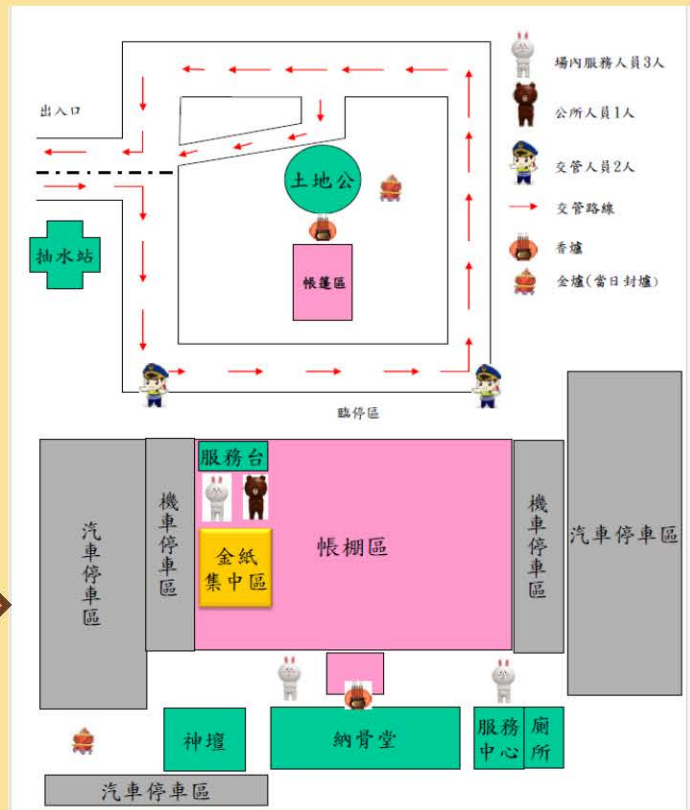 場內服務人員3人
公所人員1人
交管人員2人
交管路線
香爐
金爐(當日封爐)
出入口
土地公
抽水站
帳蓬區
臨停區
服務台
金紙
集中區
帳棚區
汽車停車區
機車停車區
機車停車區
汽車停車區
神壇
納骨堂
服務
中心
廁所
汽車停車區